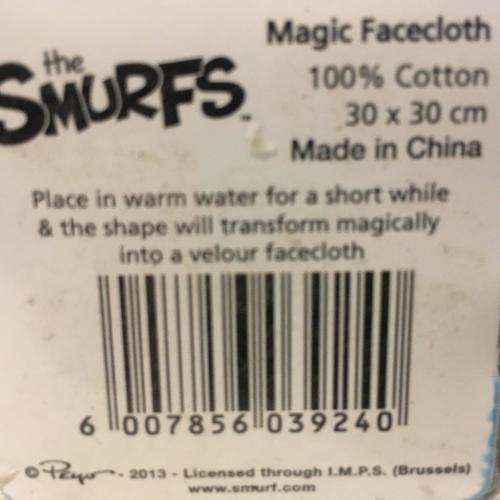 the
SMURFS™
Magic Facecloth
100% Cotton
30 x 30 cm
Made in China
Place in warm water for a short while
& the shape will transform magically
into a velour facecloth
6 007856 039240
© Peyo - 2013 - Licensed through I.M.P.S. (Brussels)
www.smurf.com